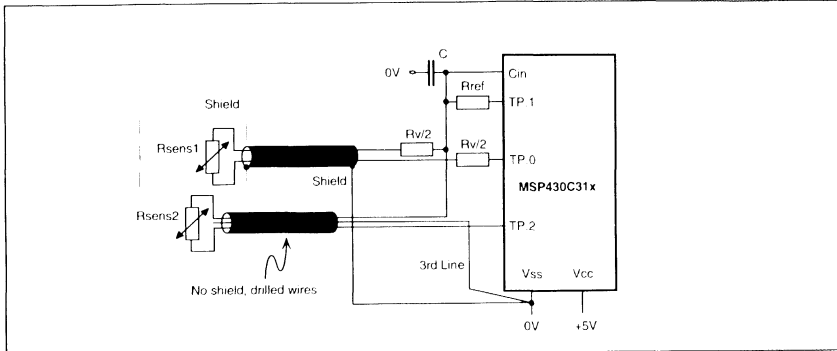 C
0V
Cin
Rref
TP.1
Shield
Rv/2
Rv/2
Rsens1
TP.0
Shield
MSP430C31x
Rsens2
TP.2
3rd Line
Vss
Vcc
No shield, drilled wires
0V
+5V